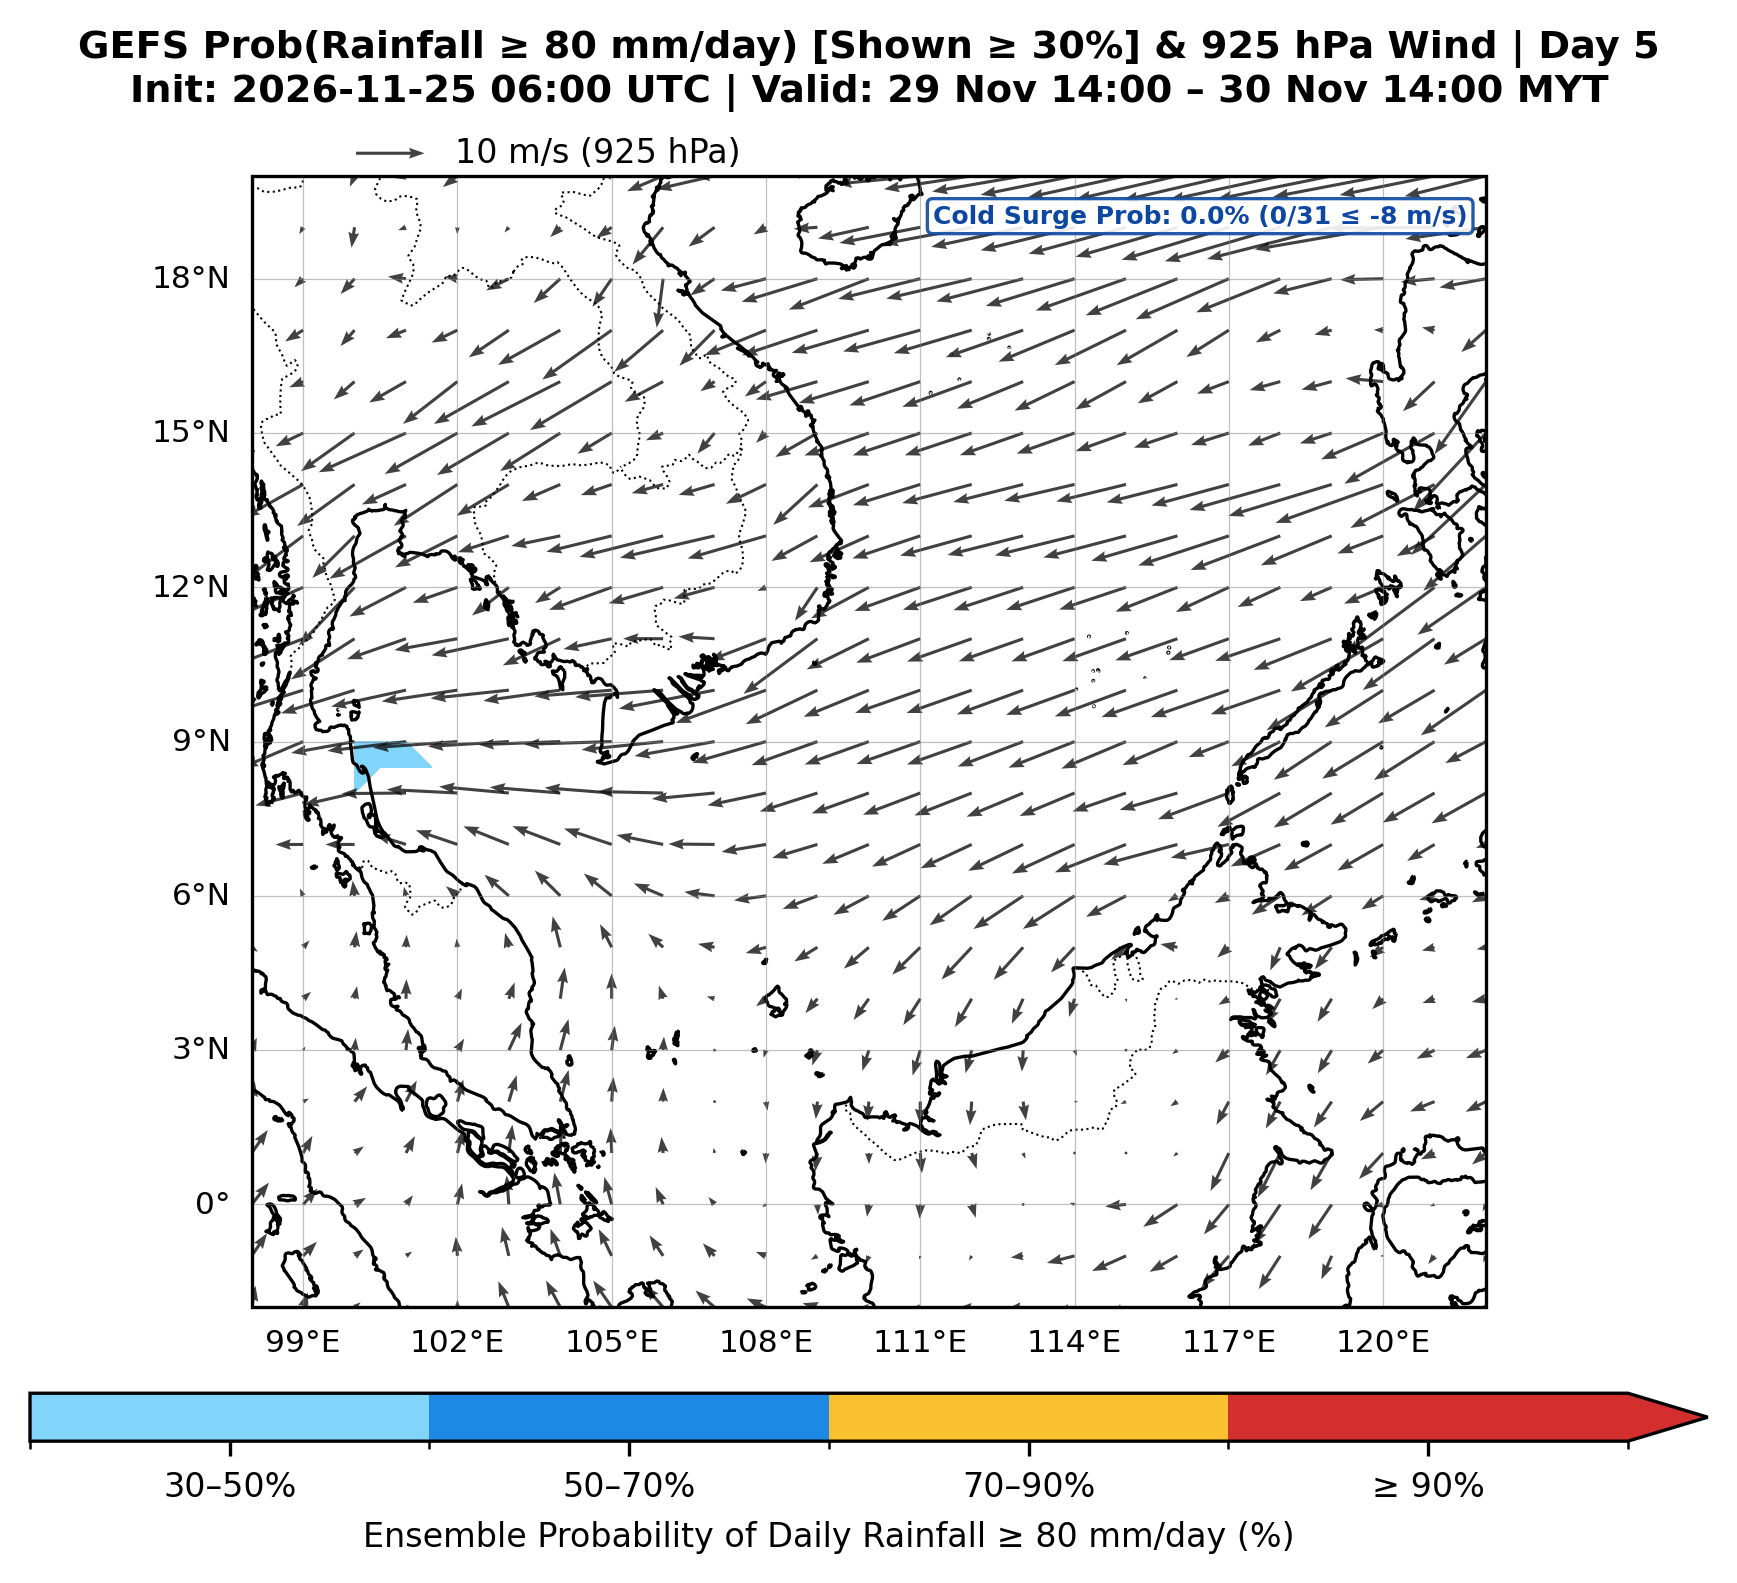 GEFS Prob(Rainfall ≥ 80 mm/day) [Shown ≥ 30%] & 925 hPa Wind | Day 5
Init: 2026-11-25 06:00 UTC | Valid: 29 Nov 14:00 – 30 Nov 14:00 MYT
10 m/s (925 hPa)
Cold Surge Prob: 0.0% (0/31 ≤ -8 m/s)
18°N
15°N
12°N
9°N
6°N
3°N
0°
99°E 102°E 105°E 108°E 111°E 114°E 117°E 120°E
30–50% 50–70% 70–90% ≥ 90%
Ensemble Probability of Daily Rainfall ≥ 80 mm/day (%)